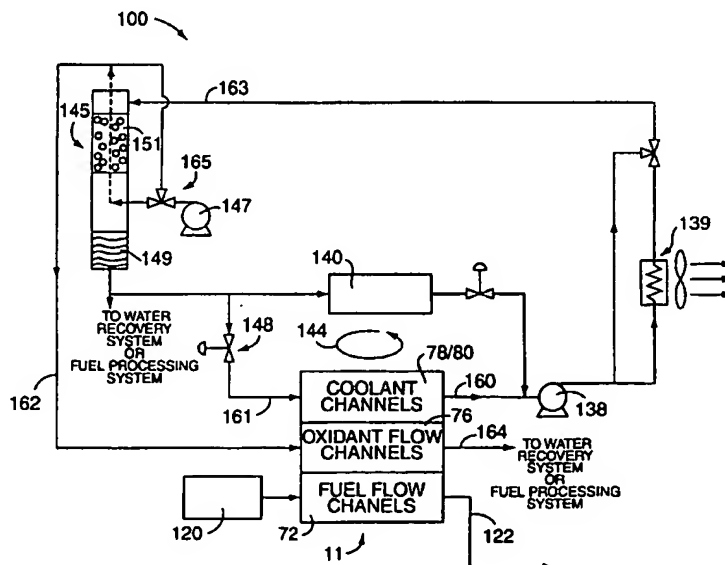 100
163
145
151
165
147
139
149
140
TO WATER
RECOVERY
SYSTEM
OR
FUEL PROCESSING
SYSTEM
148
144
78/80
162
161
COOLANT
CHANNELS
160
138
76
OXIDANT FLOW
CHANNELS
164
TO WATER
RECOVERY
SYSTEM
OR
FUEL PROCESSING
SYSTEM
FUEL FLOW
CHANELS
120
72
122
11